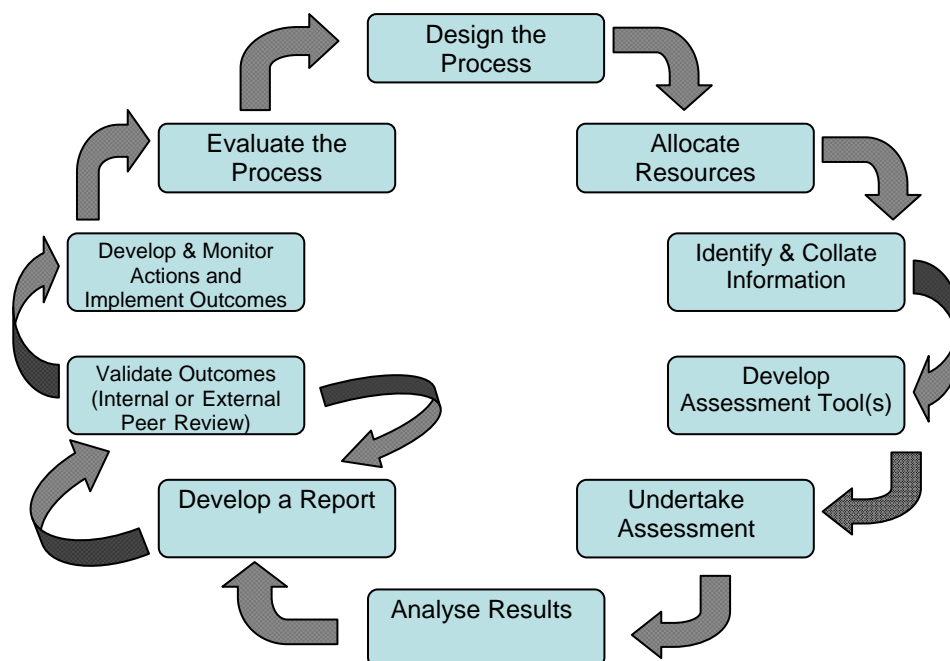 Design the
Process
Allocate
Resources
Identify & Collate
Information
Develop
Assessment Tool(s)
Undertake
Assessment
Analyse Results
Develop a Report
Validate Outcomes
(Internal or External
Peer Review)
Develop & Monitor
Actions and
Implement Outcomes
Evaluate the
Process